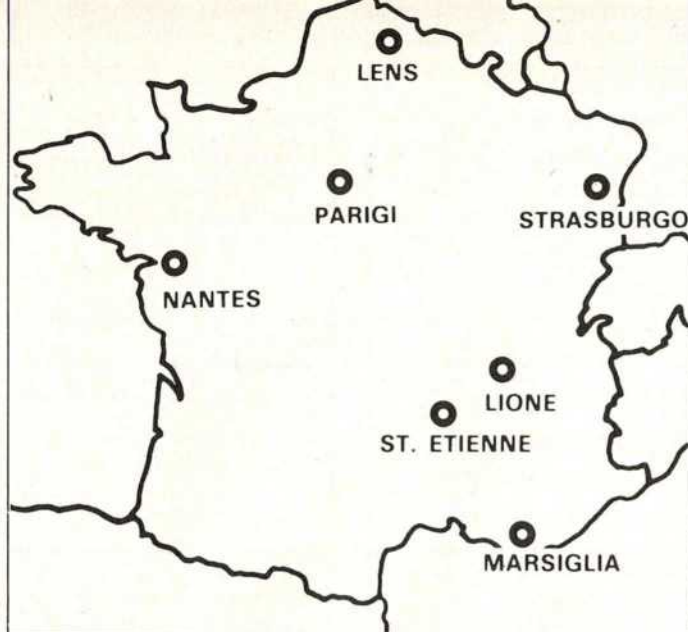 LENS
PARIGI
STRASBURGO
NANTES
LIONE
ST. ETIENNE
MARSIGLIA